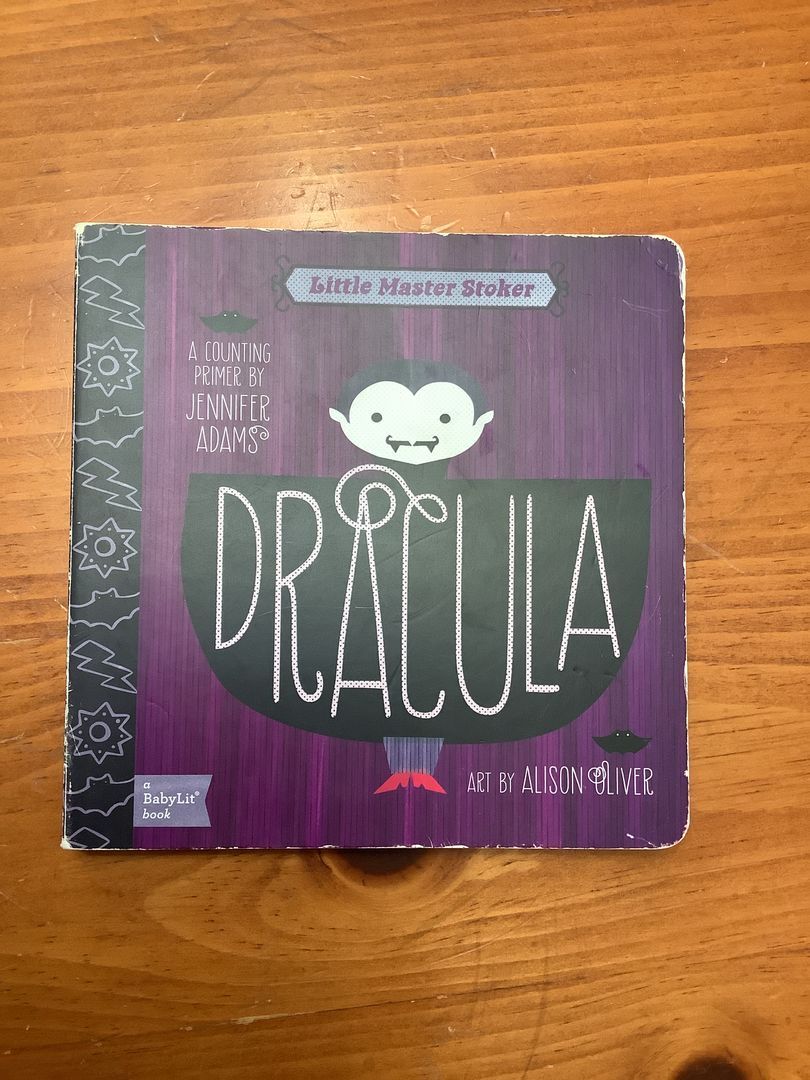 Little Master Stoker
A COUNTING
PRIMER BY
JENNIFER
ADAMS
DRACULA
ART BY ALISON OLIVER
a
BabyLit®
book